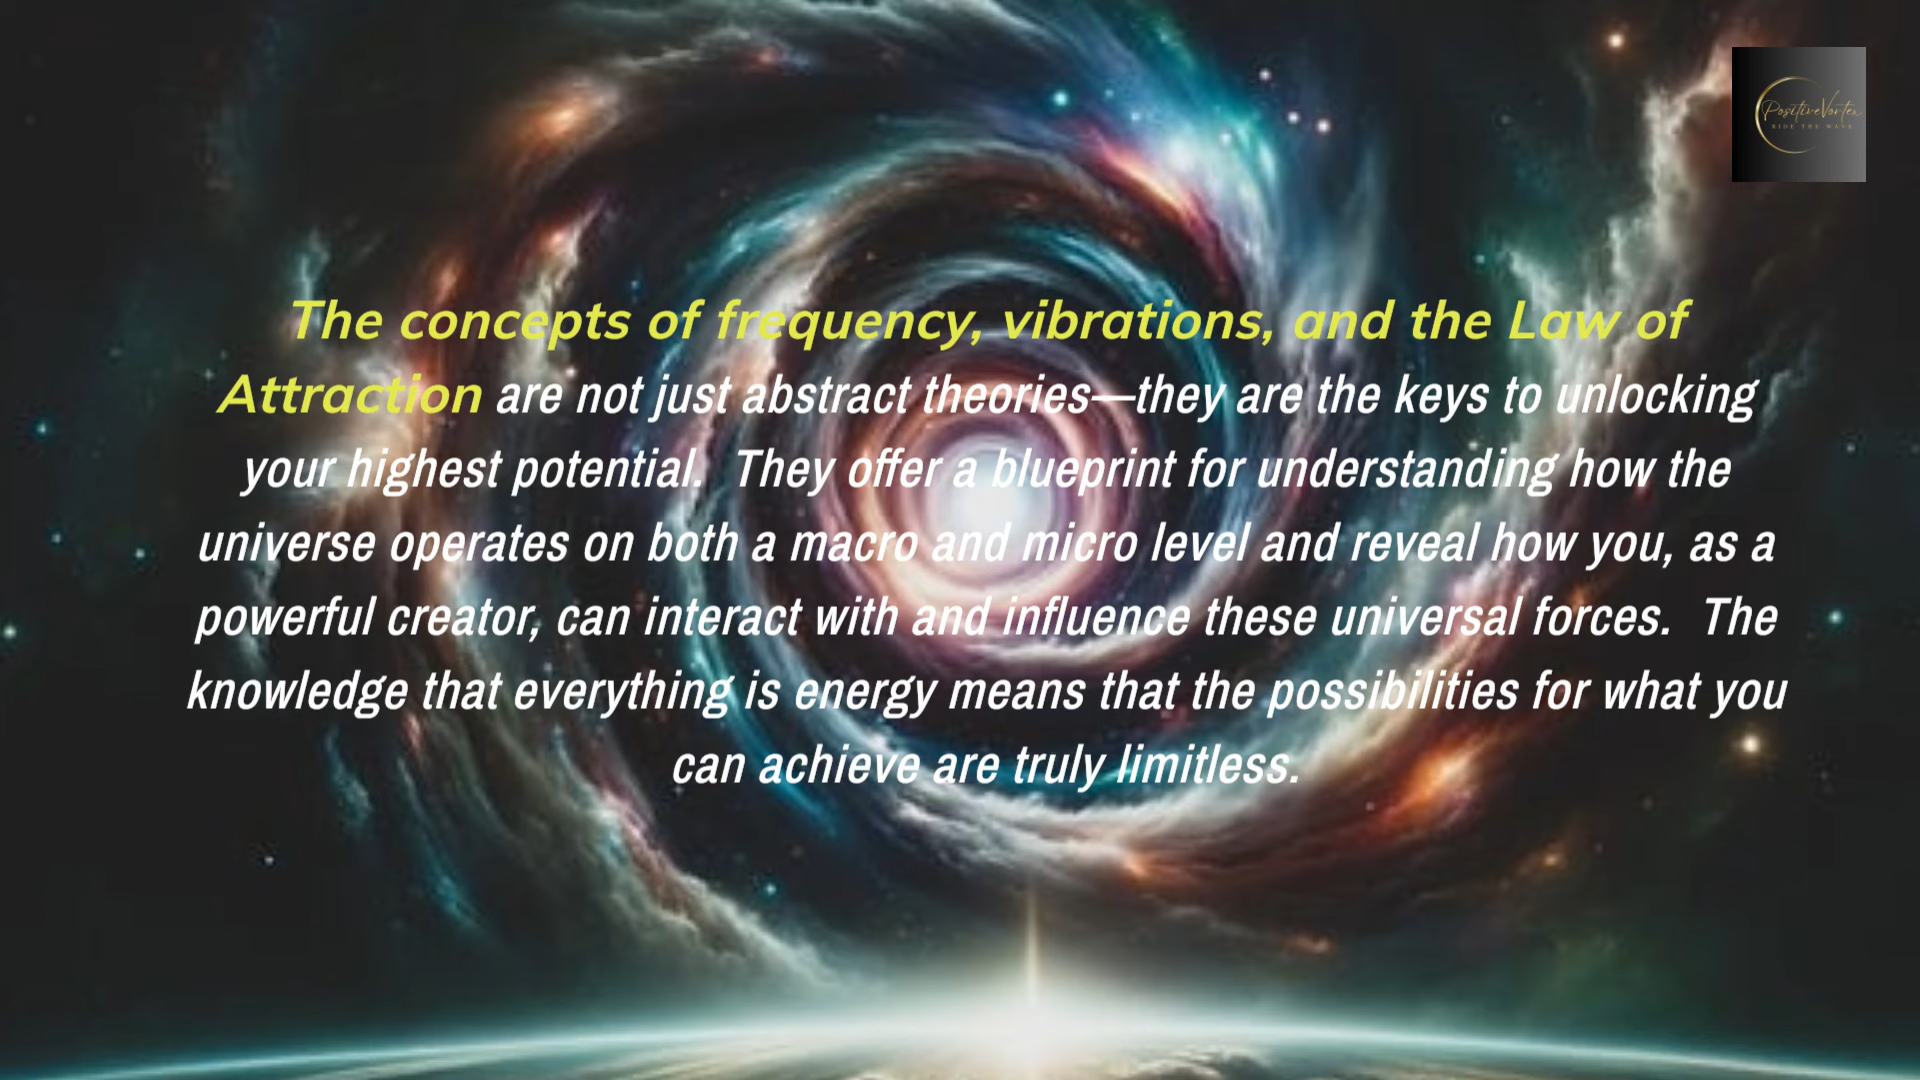 PositiveVortex
RIDE THE WAVE
The concepts of frequency, vibrations, and the Law of
Attraction are not just abstract theories—they are the keys to unlocking
your highest potential.  They offer a blueprint for understanding how the
universe operates on both a macro and micro level and reveal how you, as a
powerful creator, can interact with and influence these universal forces.  The
knowledge that everything is energy means that the possibilities for what you
can achieve are truly limitless.